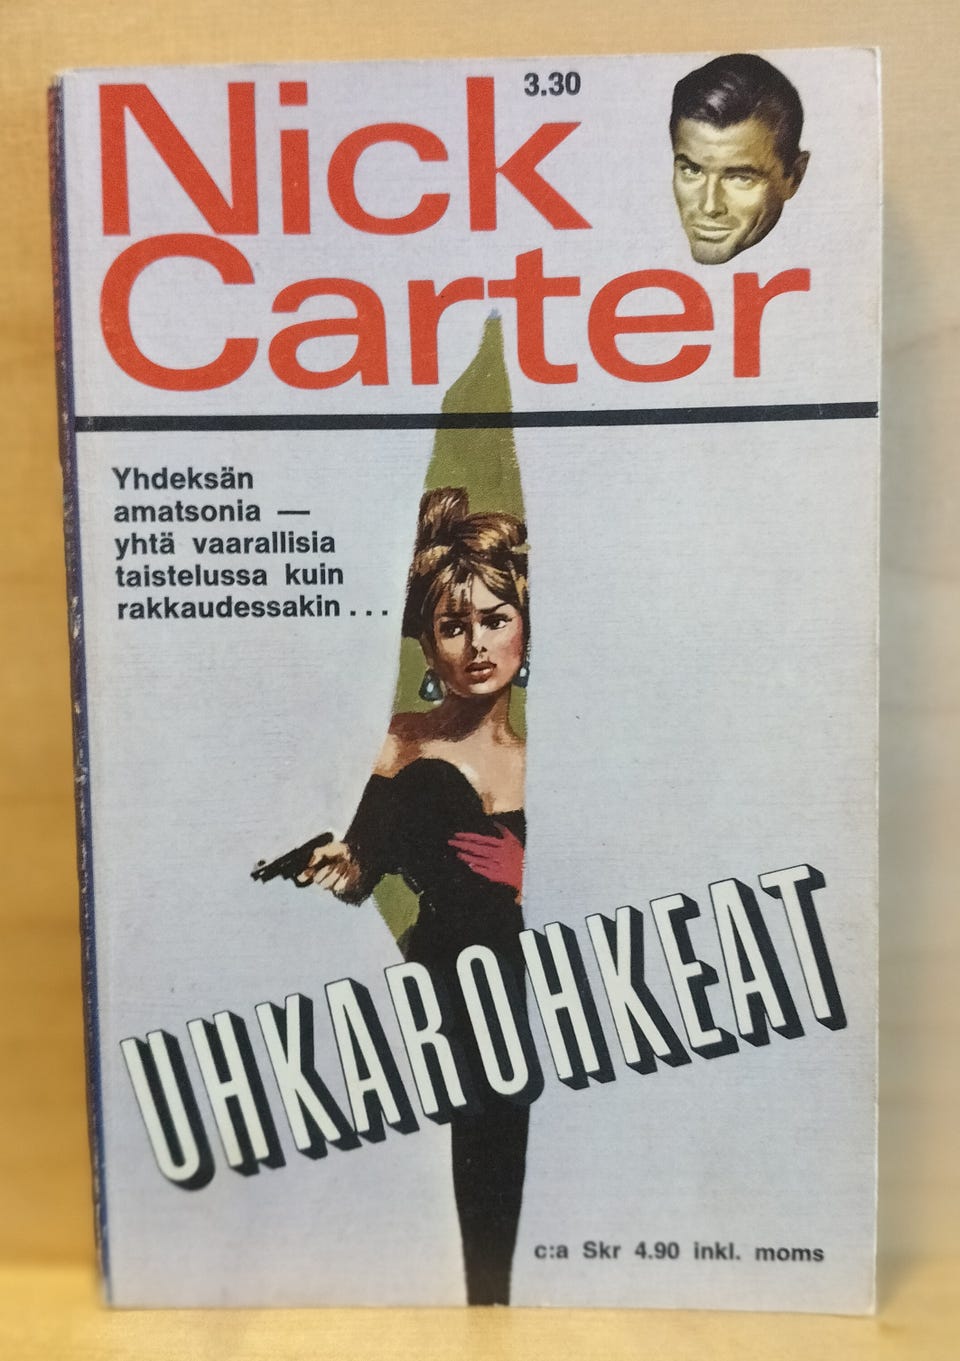 Nick
3.30
Carter
Yhdeksän
amatsonia —
yhtä vaarallisia
taistelussa kuin
rakkaudessakin...
UHKAROHKEAT
c:a Skr 4.90 inkl. moms